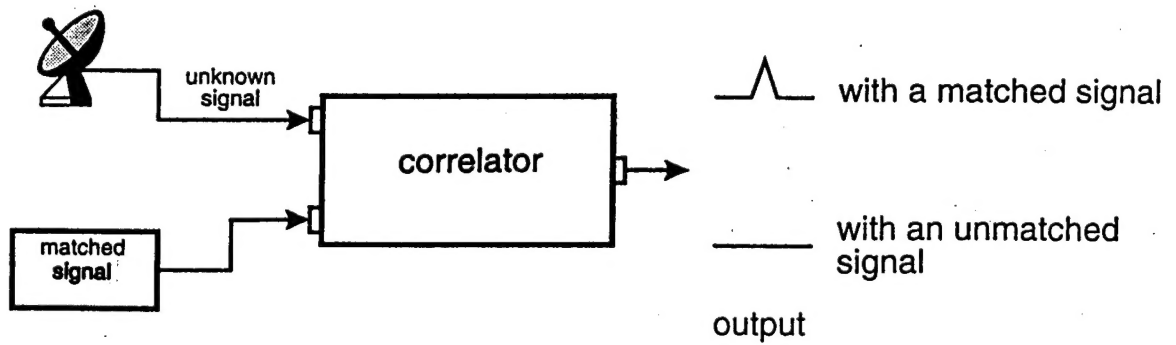 unknown
signal
correlator
matched
signal
with a matched signal
with an unmatched
signal
output